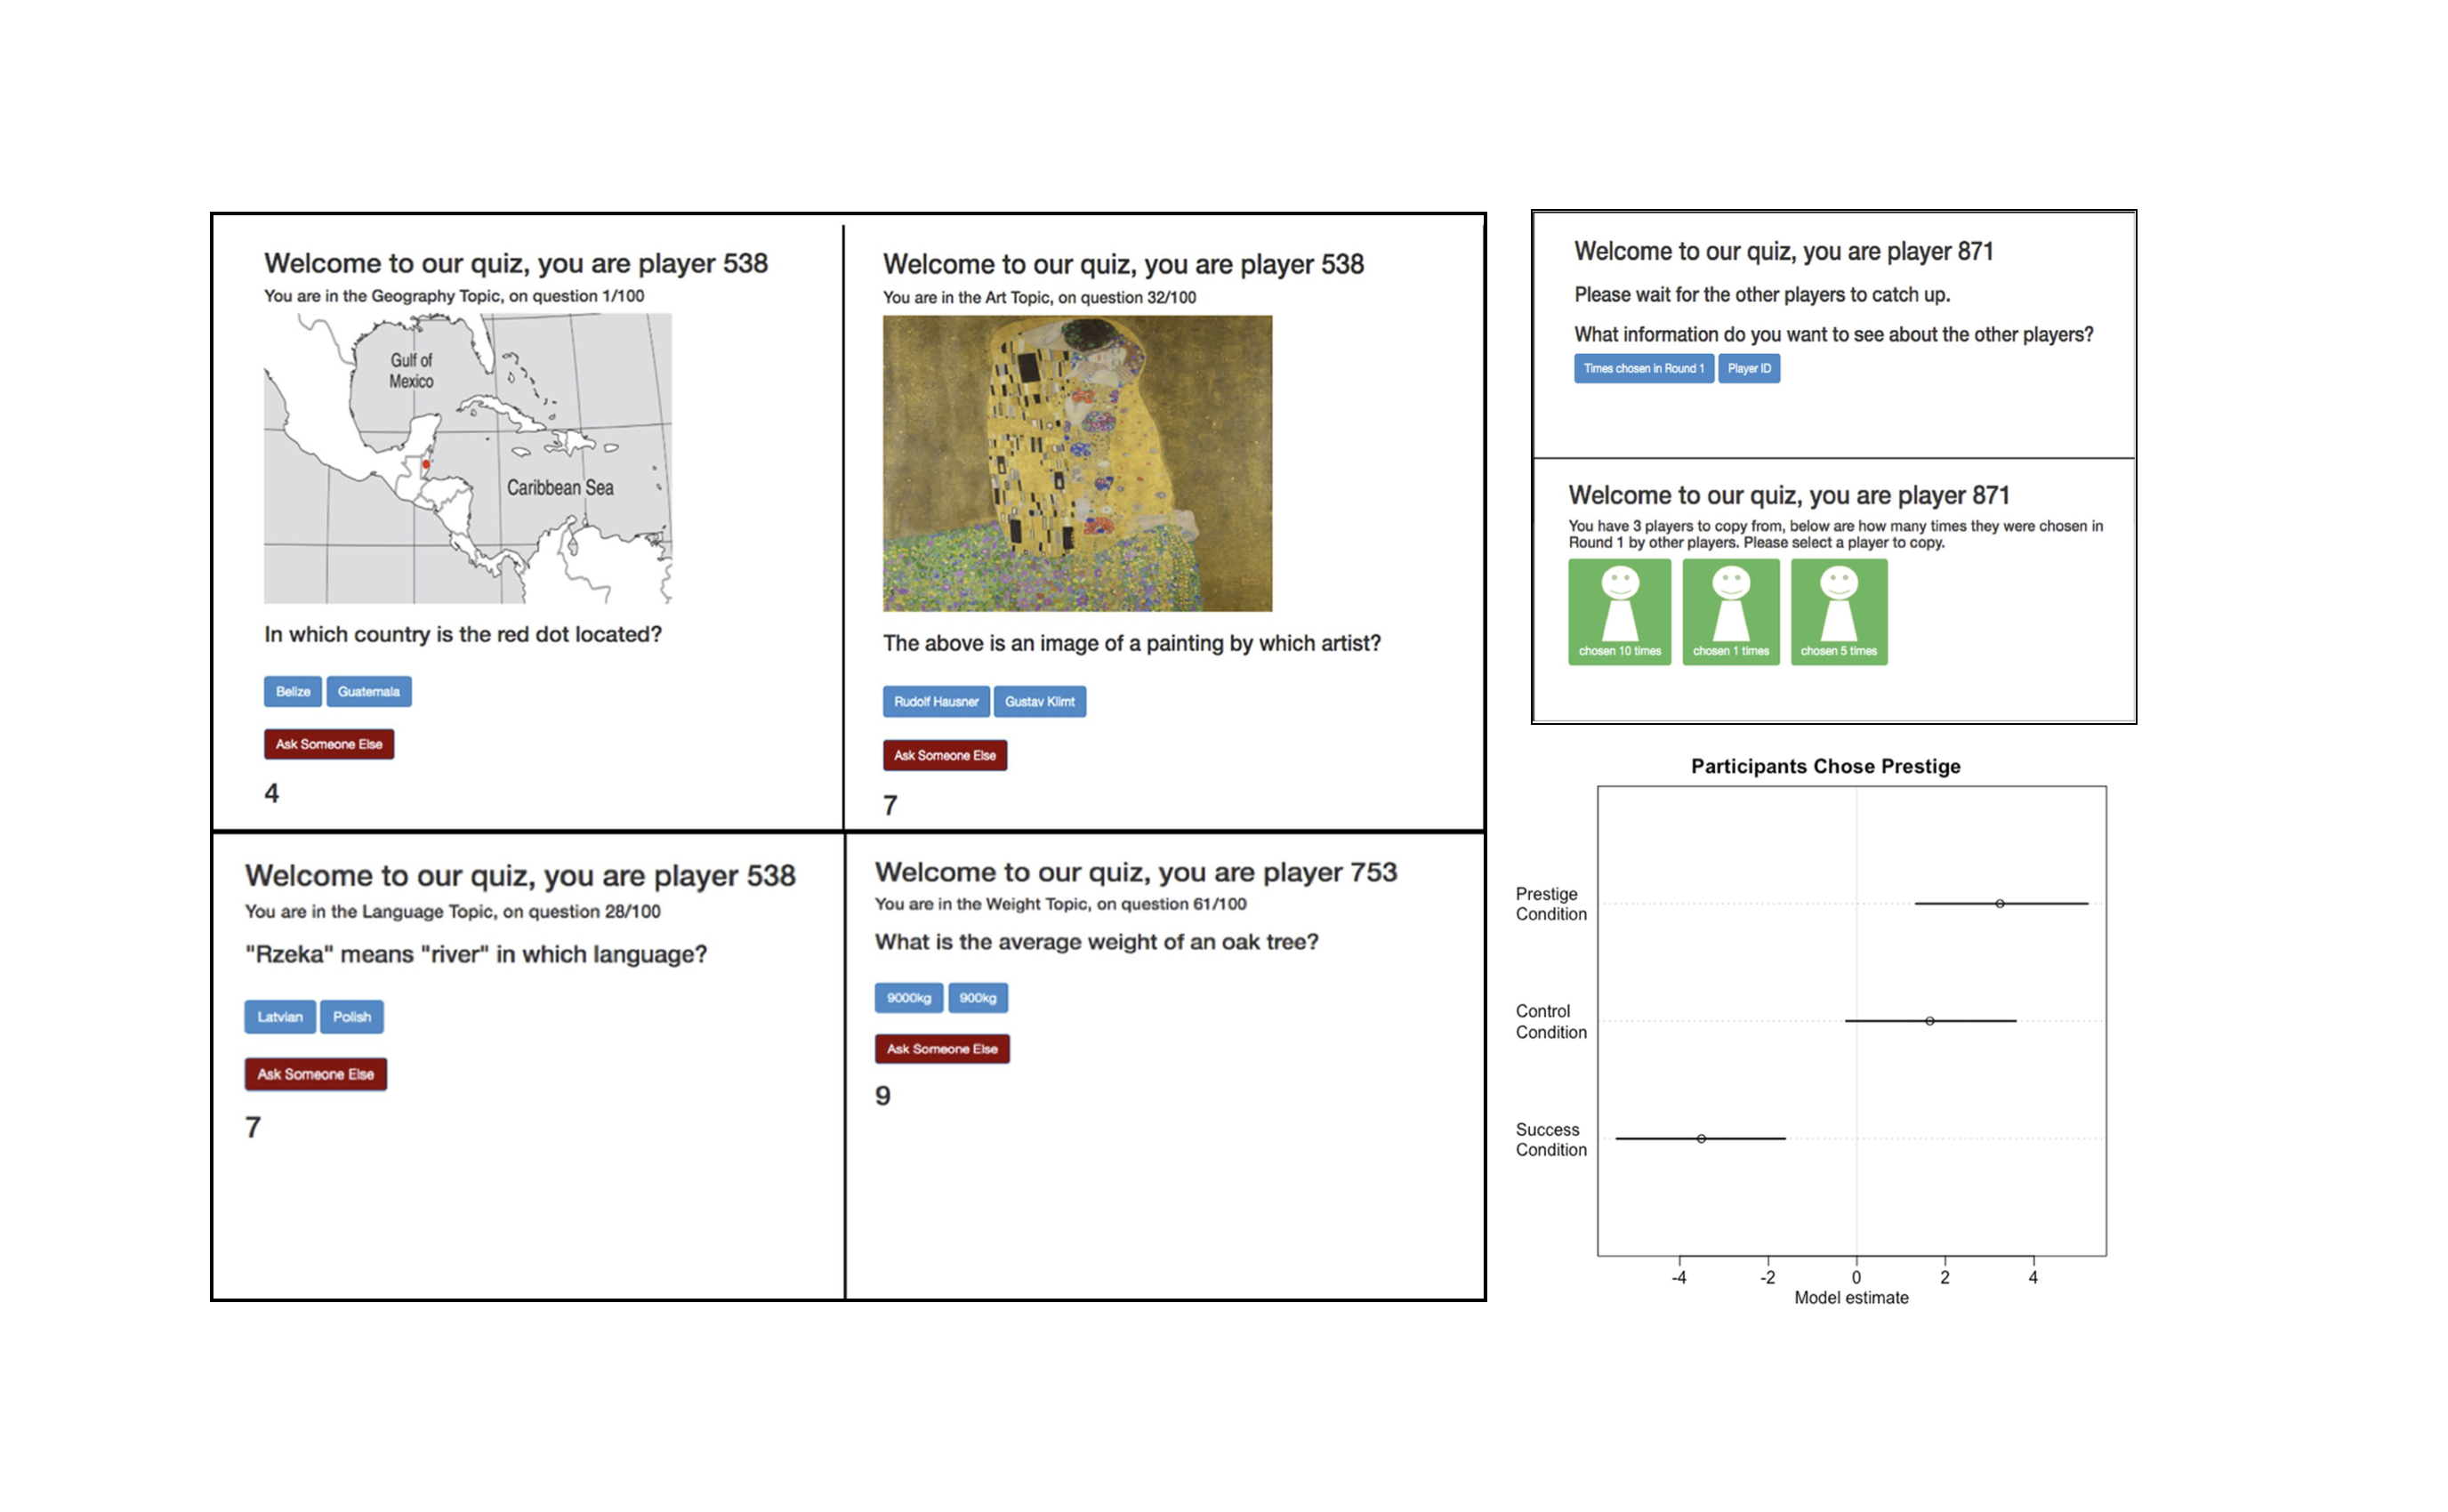 Welcome to our quiz, you are player 538
You are in the Geography Topic, on question 1/100
Gulf of
Mexico
Caribbean Sea
In which country is the red dot located?
Belize Guatemala
Ask Someone Else
4
Welcome to our quiz, you are player 538
You are in the Art Topic, on question 32/100
The above is an image of a painting by which artist?
Rudolf Hausner Gustav Klimt
Ask Someone Else
7
Welcome to our quiz, you are player 538
You are in the Language Topic, on question 28/100
"Rzeka" means "river" in which language?
Latvian Polish
Ask Someone Else
7
Welcome to our quiz, you are player 753
You are in the Weight Topic, on question 61/100
What is the average weight of an oak tree?
9000kg 900kg
Ask Someone Else
9
Welcome to our quiz, you are player 871
Please wait for the other players to catch up.
What information do you want to see about the other players?
Times chosen in Round 1 Player ID
Welcome to our quiz, you are player 871
You have 3 players to copy from, below are how many times they were chosen in
Round 1 by other players. Please select a player to copy.
chosen 10 times chosen 1 times chosen 5 times
Participants Chose Prestige
Prestige
Condition
Control
Condition
Success
Condition
-4 -2 0 2 4
Model estimate